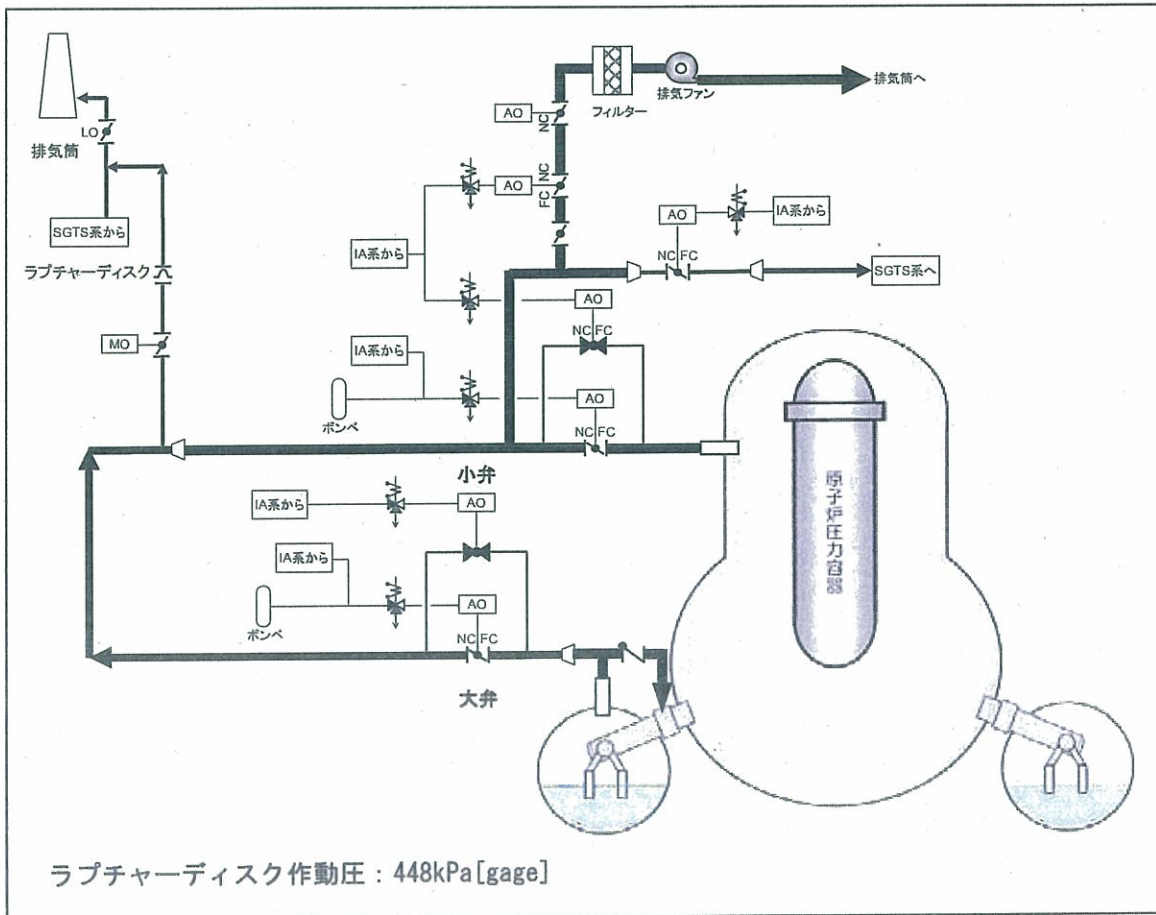 排気筒
LO
SGTS系から
ラプチャーディスク
MO
フィルター
排気ファン
排気筒へ
AO
NC
AO
NC
FC
IA系から
AO
IA系から
NC FC
SGTS系へ
AO
NC FC
IA系から
ボンベ
AO
NC FC
小弁
IA系から
AO
IA系から
ボンベ
AO
NC FC
大弁
原子炉圧力容器
ラプチャーディスク作動圧：448kPa[gage]